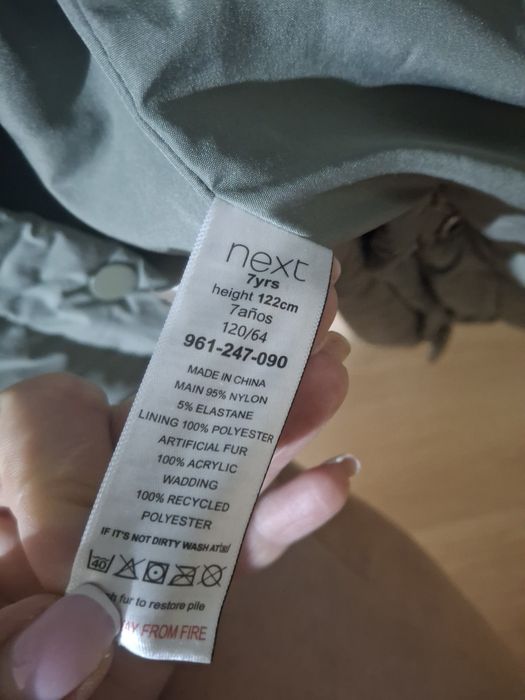 next
7yrs
height 122cm
7años
120/64
961-247-090
MADE IN CHINA
MAIN 95% NYLON
5% ELASTANE
LINING 100% POLYESTER
ARTIFICIAL FUR
100% ACRYLIC
WADDING
100% RECYCLED
POLYESTER
IF IT'S NOT DIRTY WASH AT
40
fur to restore pile
FROM FIRE